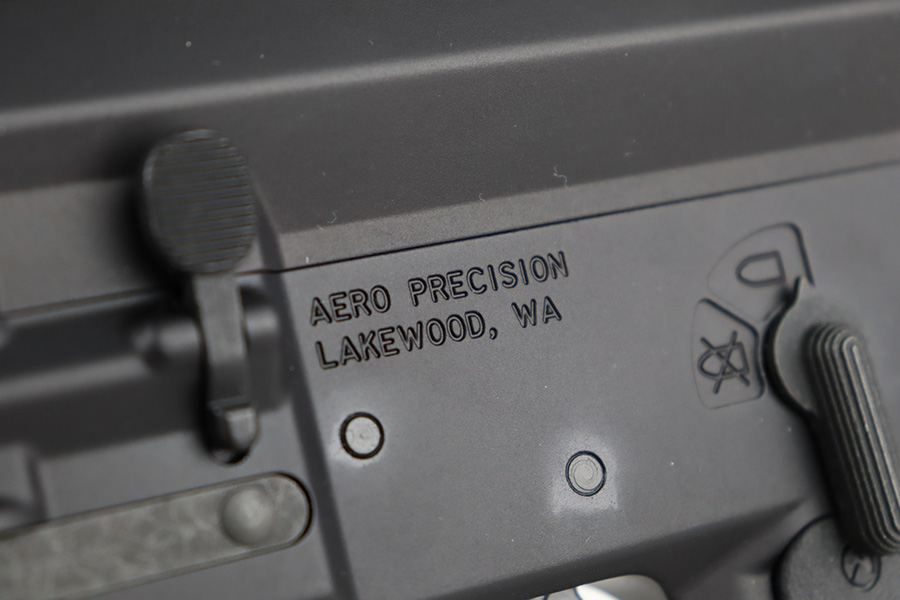 AERO PRECISION
LAKEWOOD, WA